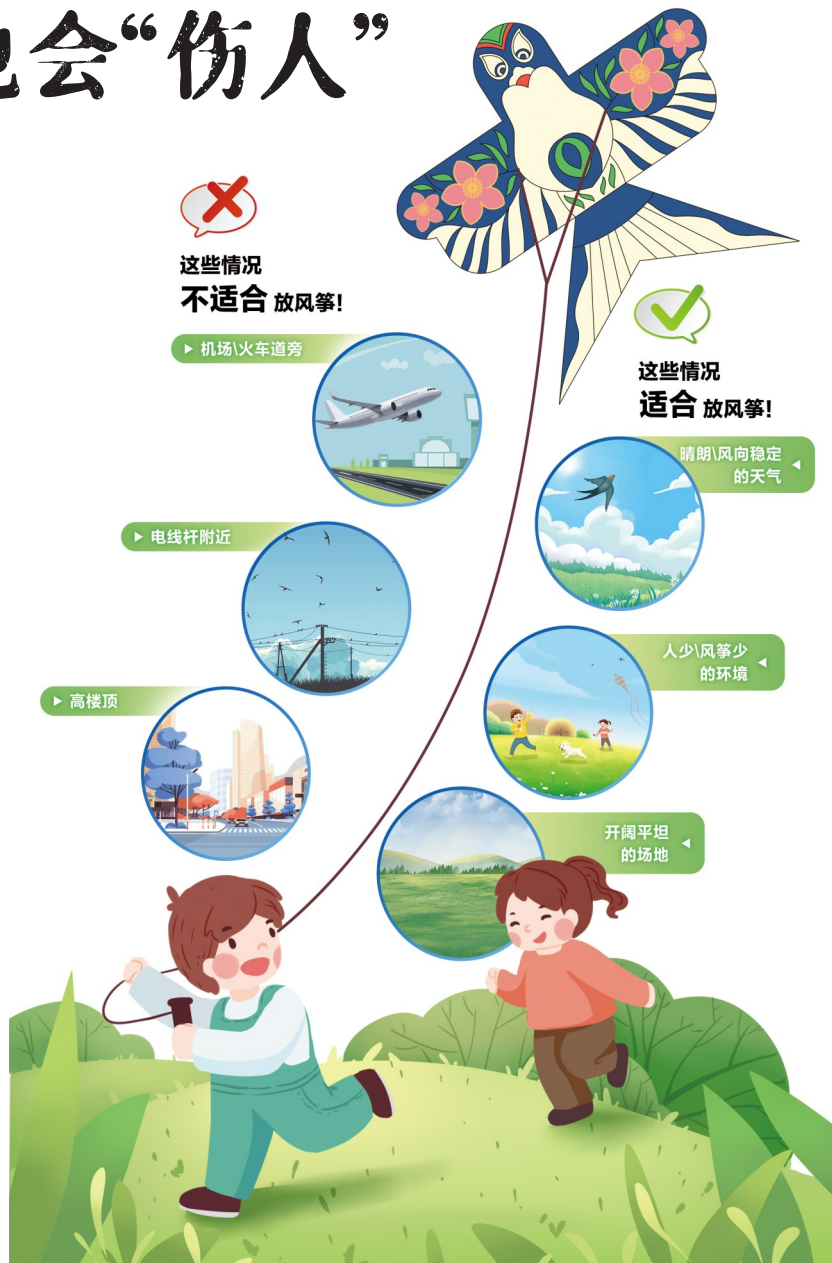 也会“伤人”
这些情况
不适合 放风筝!
机场\火车道旁
电线杆附近
高楼顶
这些情况
适合 放风筝!
晴朗\风向稳定
的天气
人少\风筝少
的环境
开阔平坦
的场地